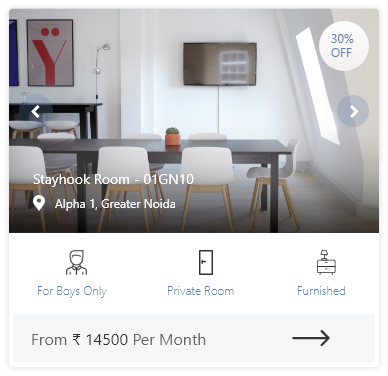 Ÿ
30%
OFF
Stayhook Room - 01GN10
Alpha 1, Greater Noida
For Boys Only
Private Room
Furnished
From ₹ 14500 Per Month